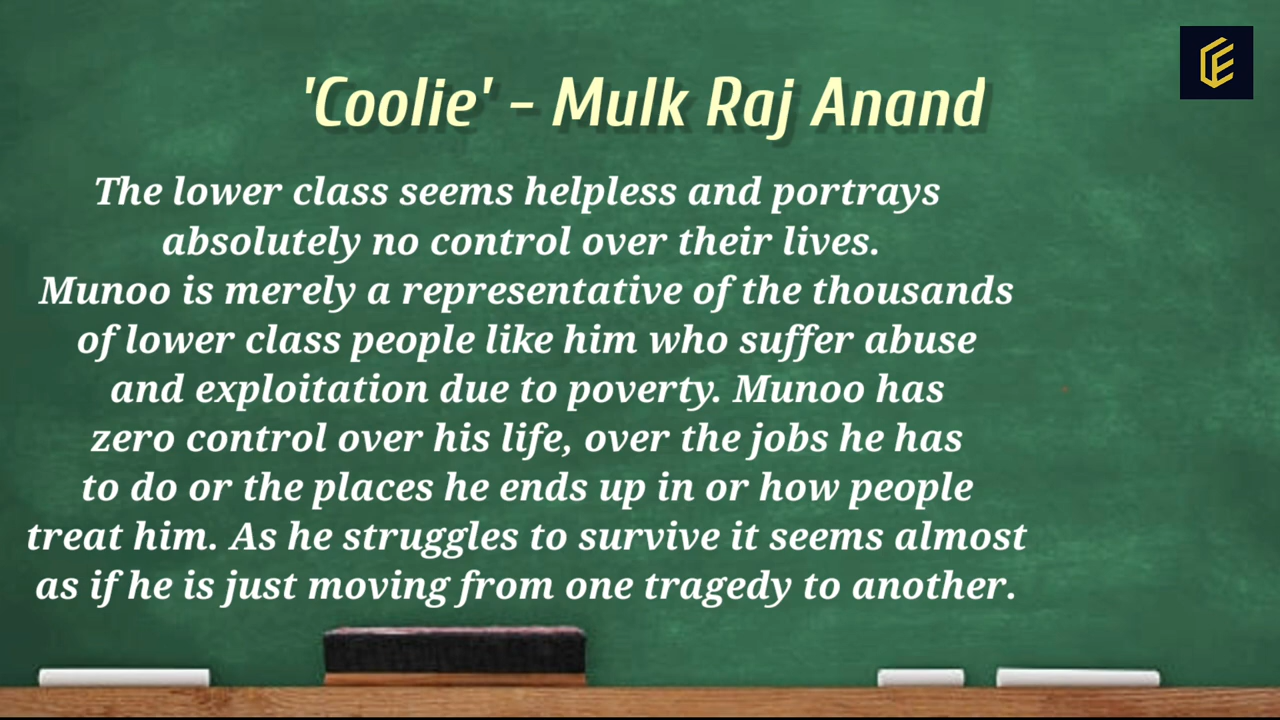 'Coolie' - Mulk Raj Anand
The lower class seems helpless and portrays
absolutely no control over their lives.
Munoo is merely a representative of the thousands
of lower class people like him who suffer abuse
and exploitation due to poverty. Munoo has
zero control over his life, over the jobs he has
to do or the places he ends up in or how people
treat him. As he struggles to survive it seems almost
as if he is just moving from one tragedy to another.